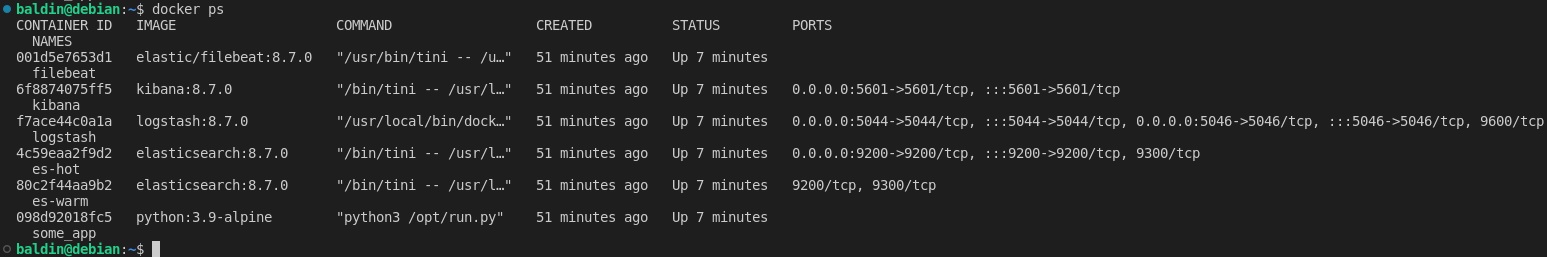 baldin@debian:~$ docker ps
CONTAINER ID   IMAGE                    COMMAND                  CREATED          STATUS         PORTS
  NAMES
001d5e7653d1   elastic/filebeat:8.7.0   "/usr/bin/tini -- /u…"   51 minutes ago   Up 7 minutes
  filebeat
6f8874075ff5   kibana:8.7.0             "/bin/tini -- /usr/l…"   51 minutes ago   Up 7 minutes   0.0.0.0:5601->5601/tcp, :::5601->5601/tcp
  kibana
f7ace44c0a1a   logstash:8.7.0           "/usr/local/bin/dock…"   51 minutes ago   Up 7 minutes   0.0.0.0:5044->5044/tcp, :::5044->5044/tcp, 0.0.0.0:5046->5046/tcp, :::5046->5046/tcp, 9600/tcp
  logstash
4c59eaa2f9d2   elasticsearch:8.7.0      "/bin/tini -- /usr/l…"   51 minutes ago   Up 7 minutes   0.0.0.0:9200->9200/tcp, :::9200->9200/tcp, 9300/tcp
  es-hot
80c2f44aa9b2   elasticsearch:8.7.0      "/bin/tini -- /usr/l…"   51 minutes ago   Up 7 minutes   9200/tcp, 9300/tcp
  es-warm
098d92018fc5   python:3.9-alpine        "python3 /opt/run.py"    51 minutes ago   Up 7 minutes
  some_app
baldin@debian:~$